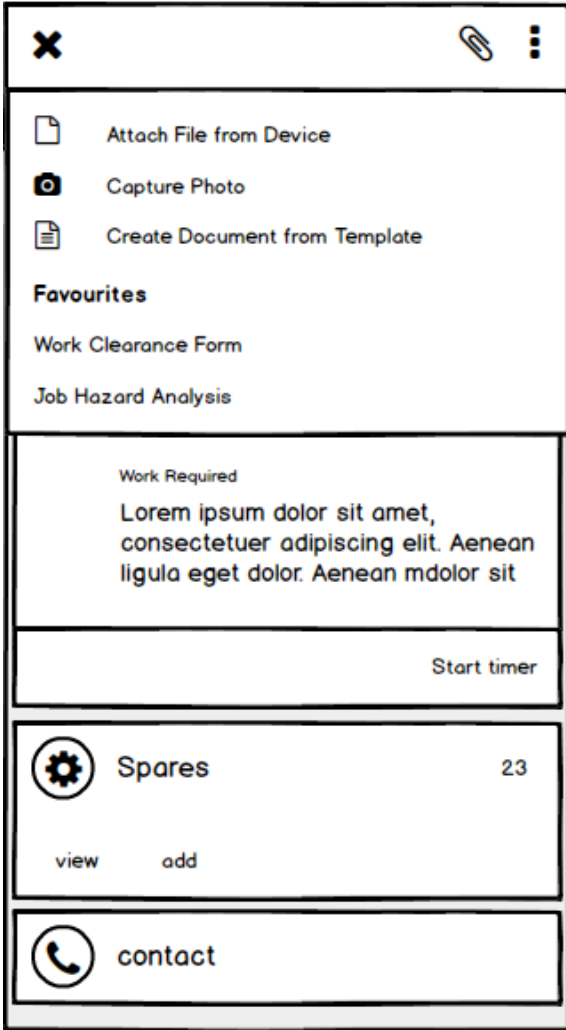 Attach File from Device
Capture Photo
Create Document from Template
Favourites
Work Clearance Form
Job Hazard Analysis
Work Required
Lorem ipsum dolor sit amet,
consectetuer adipiscing elit. Aenean
ligula eget dolor. Aenean mdolor sit
Start timer
Spares 23
view add
contact